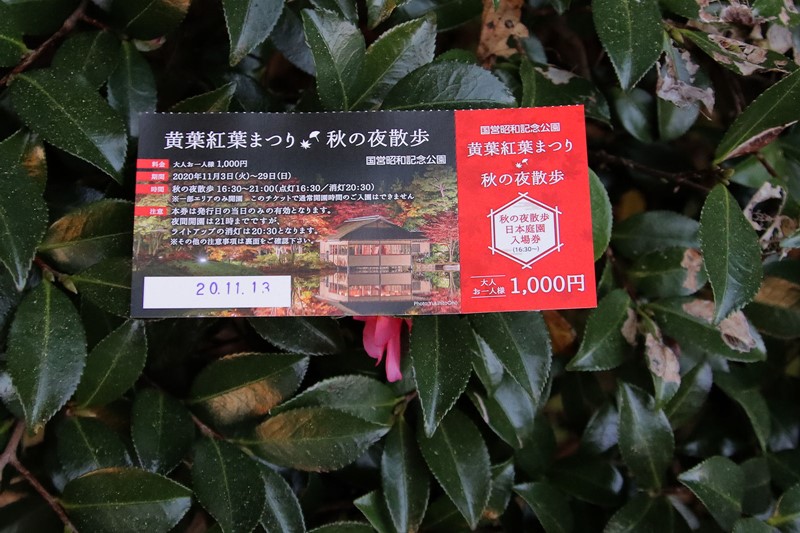 黄葉紅葉まつり 秋の夜散歩
国営昭和記念公園
料金 大人お一人様 1,000円
期間 2020年11月3日(火)~29日(日)
時間 秋の夜散歩 16:30~21:00(点灯16:30/消灯20:30)
※一部エリアのみ開園 このチケットで通常開園時間のご入園はできません
注意 本券は発行日の当日のみの有効となります。
夜間開園は21時までですが、
ライトアップの消灯は20:30となります。
※その他の注意事項は裏面をご確認下さい。
20.11.13
国営昭和記念公園
黄葉紅葉まつり
秋の夜散歩
秋の夜散歩
日本庭園
入場券
(16:30~)
大人
お一人様 1,000円